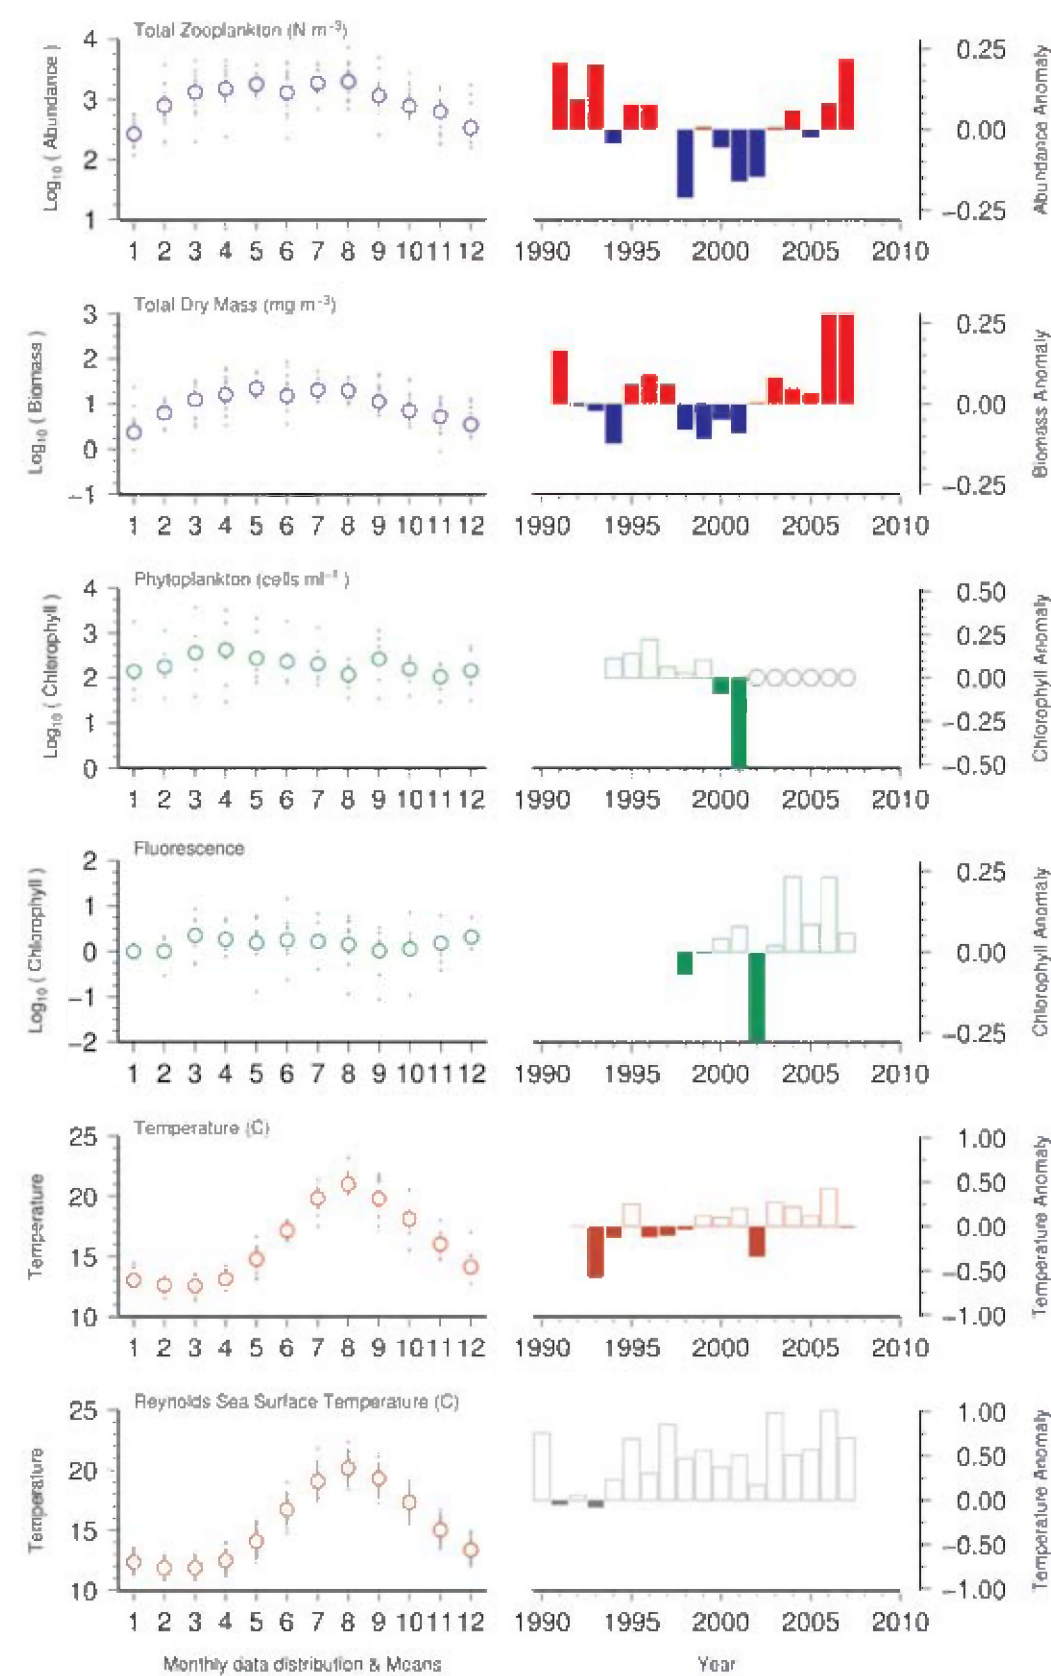 Total Zooplankton (N m⁻³)
4
3
2
1
Log₁₀ ( Abundance )
1 2 3 4 5 6 7 8 9 10 11 12
0.25
0.00
−0.25
Abundance Anomaly
1990 1995 2000 2005 2010
Total Dry Mass (mg m⁻³)
3
2
1
0
−1
Log₁₀ ( Biomass )
1 2 3 4 5 6 7 8 9 10 11 12
0.25
0.00
−0.25
Biomass Anomaly
1990 1995 2000 2005 2010
Phytoplankton (cells ml⁻¹ )
4
3
2
1
0
Log₁₀ ( Chlorophyll )
1 2 3 4 5 6 7 8 9 10 11 12
0.50
0.25
0.00
−0.25
−0.50
Chlorophyll Anomaly
1990 1995 2000 2005 2010
Fluorescence
2
1
0
−1
−2
Log₁₀ ( Chlorophyll )
1 2 3 4 5 6 7 8 9 10 11 12
0.25
0.00
−0.25
Chlorophyll Anomaly
1990 1995 2000 2005 2010
Temperature (C)
25
20
15
10
Temperature
1 2 3 4 5 6 7 8 9 10 11 12
1.00
0.50
0.00
−0.50
−1.00
Temperature Anomaly
1990 1995 2000 2005 2010
Reynolds Sea Surface Temperature (C)
25
20
15
10
Temperature
1 2 3 4 5 6 7 8 9 10 11 12
1.00
0.50
0.00
−0.50
−1.00
Temperature Anomaly
1990 1995 2000 2005 2010
Monthly data distribution & Means
Year